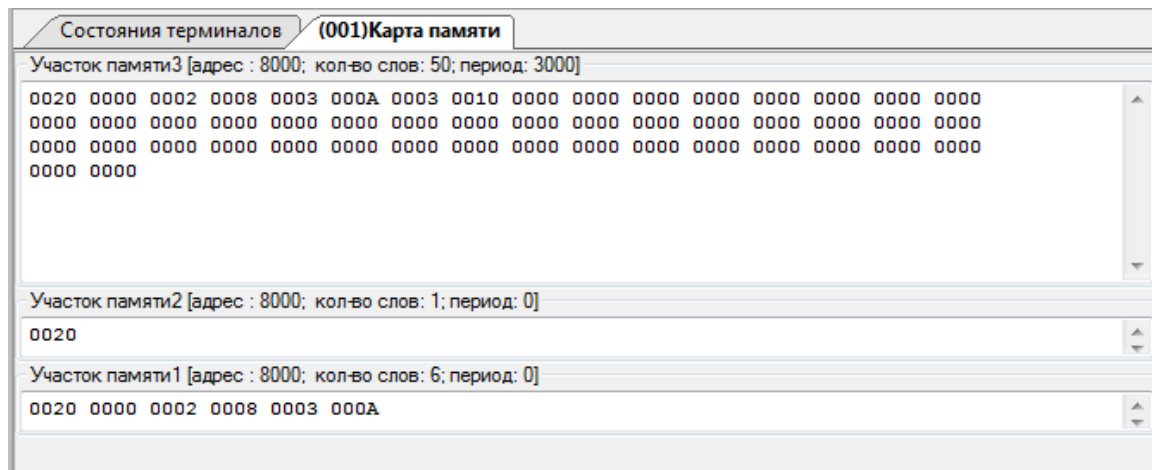 Состояния терминалов (001)Карта памяти
Участок памяти3 [адрес : 8000; кол-во слов: 50; период: 3000]
0020 0000 0002 0008 0003 000A 0003 0010 0000 0000 0000 0000 0000 0000 0000 0000
0000 0000 0000 0000 0000 0000 0000 0000 0000 0000 0000 0000 0000 0000 0000 0000
0000 0000 0000 0000 0000 0000 0000 0000 0000 0000 0000 0000 0000 0000 0000 0000
0000 0000
Участок памяти2 [адрес : 8000; кол-во слов: 1; период: 0]
0020
Участок памяти1 [адрес : 8000; кол-во слов: 6; период: 0]
0020 0000 0002 0008 0003 000A